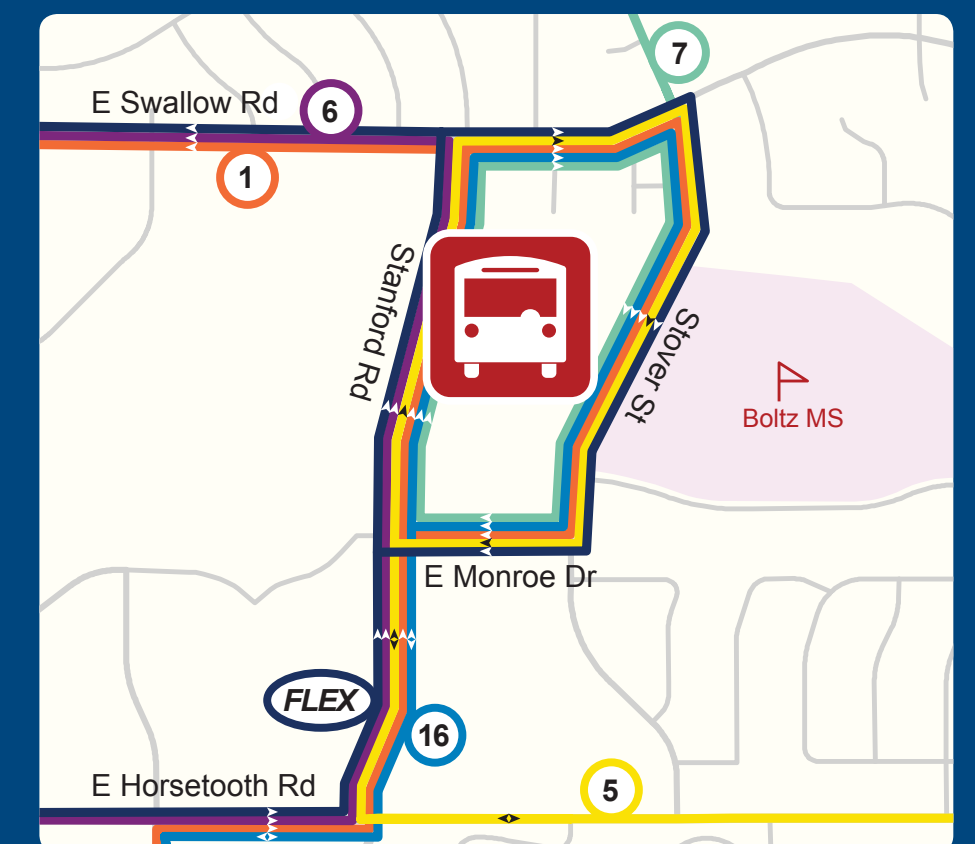 7
E Swallow Rd
6
1
Stanford Rd
Stover St
Boltz MS
E Monroe Dr
FLEX
16
E Horsetooth Rd
5